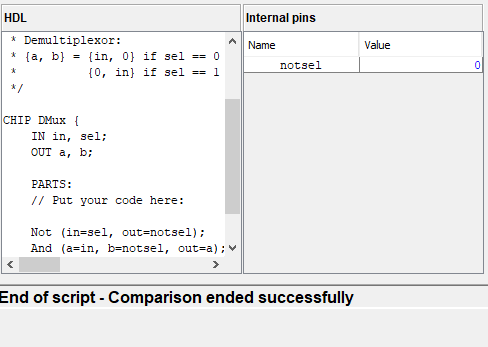 HDL
Internal pins
* Demultiplexor:
* {a, b} = {in, 0} if sel == 0
*          {0, in} if sel == 1
*/
CHIP DMux {
    IN in, sel;
    OUT a, b;
    PARTS:
    // Put your code here:
    Not (in=sel, out=notsel);
    And (a=in, b=notsel, out=a);
Name Value
notsel 0
End of script - Comparison ended successfully